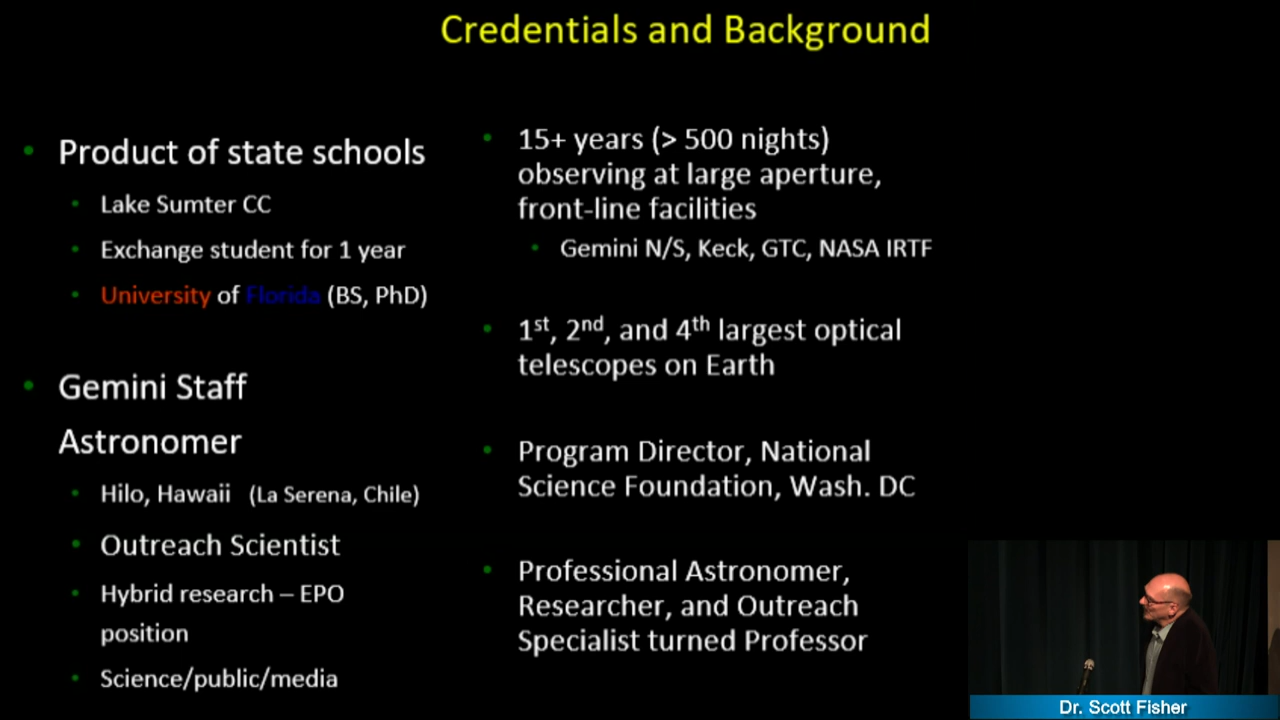 Credentials and Background
Product of state schools
Lake Sumter CC
Exchange student for 1 year
University of Florida (BS, PhD)
Gemini Staff
Astronomer
Hilo, Hawaii (La Serena, Chile)
Outreach Scientist
Hybrid research – EPO
position
Science/public/media
15+ years (> 500 nights)
observing at large aperture,
front-line facilities
Gemini N/S, Keck, GTC, NASA IRTF
1st, 2nd, and 4th largest optical
telescopes on Earth
Program Director, National
Science Foundation, Wash. DC
Professional Astronomer,
Researcher, and Outreach
Specialist turned Professor
Dr. Scott Fisher